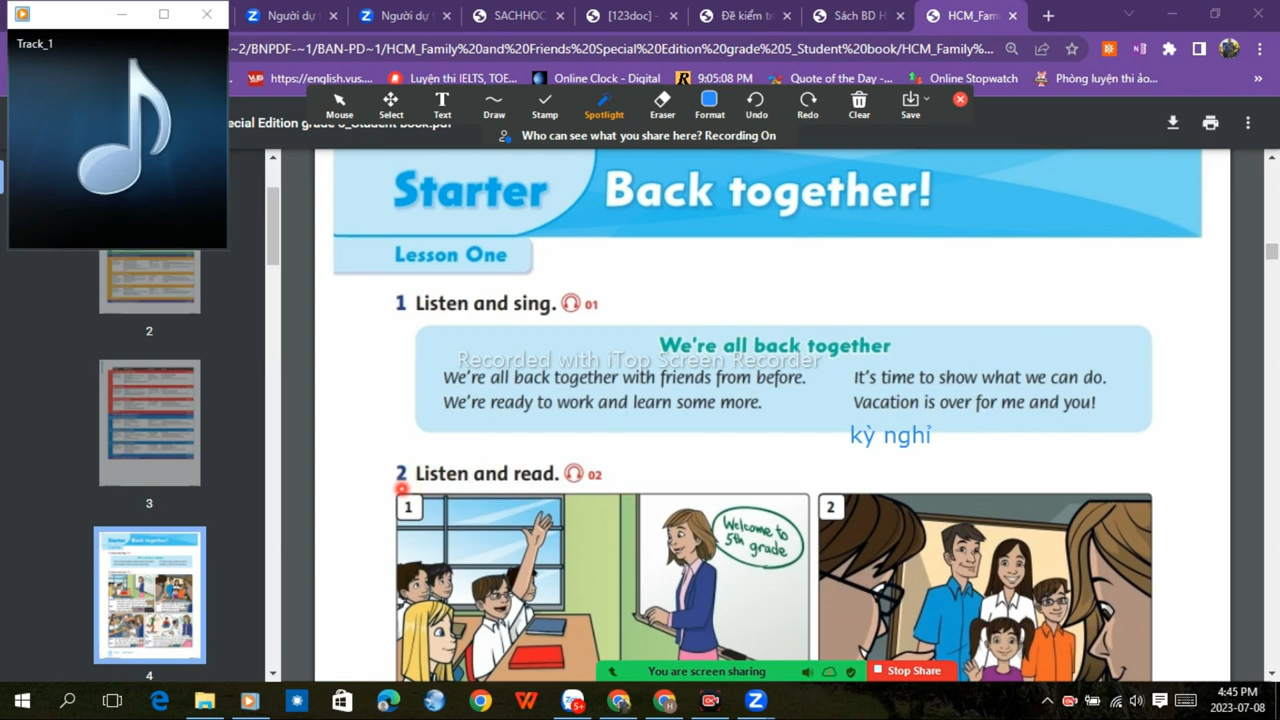 Track_1
Người dự t
Người dự t
SACHHOC
[123doc] -
Đề kiểm tr
Sách BD H
HCM_Fami
~2/BNPDF-~1/BAN-PD~1/HCM_Family%20and%20Friends%20Special%20Edition%20grade%205_Student%20book/HCM_Family%...
https://english.vus....
Luyện thi IELTS, TOE...
Online Clock - Digital
9:05:08 PM
Quote of the Day -...
Online Stopwatch
Phòng luyện thi ảo...
Mouse
Select
Text
Draw
Stamp
Spotlight
Eraser
Format
Undo
Redo
Clear
Save
Who can see what you share here? Recording On
Starter Back together!
Lesson One
1 Listen and sing. 01
We're all back together
Recorded with iTop Screen Recorder
We're all back together with friends from before.
We're ready to work and learn some more.
It's time to show what we can do.
Vacation is over for me and you!
kỳ nghỉ
2 Listen and read. 02
1
Welcome to
5th grade
2
2
3
4
You are screen sharing
Stop Share
5+
4:45 PM
2023-07-08